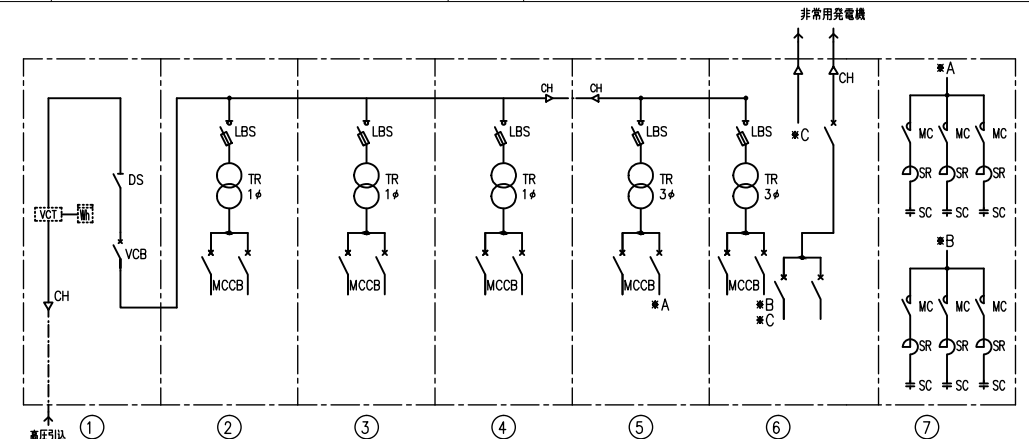 非常用発電機
CH
CH
CH
※A
※C
LBS
LBS
LBS
LBS
LBS
MC
MC
MC
DS
TR
1φ
TR
1φ
TR
1φ
TR
3φ
TR
3φ
SR
SR
SR
VCT
Wh
SC
SC
SC
VCB
※B
MCCB
MCCB
MCCB
MCCB
MCCB
CH
※A
※B
※C
MC
MC
MC
SR
SR
SR
SC
SC
SC
高圧引込
①
②
③
④
⑤
⑥
⑦